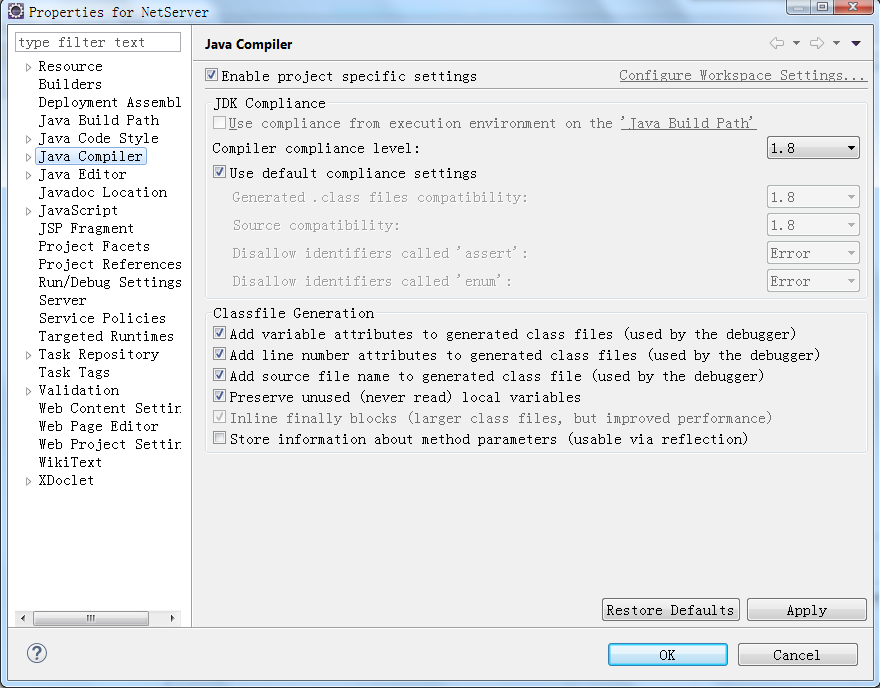 Properties for NetServer
type filter text
Resource
Builders
Deployment Assembl
Java Build Path
Java Code Style
Java Compiler
Java Editor
Javadoc Location
JavaScript
JSP Fragment
Project Facets
Project References
Run/Debug Settings
Server
Service Policies
Targeted Runtimes
Task Repository
Task Tags
Validation
Web Content Settin
Web Page Editor
Web Project Settin
WikiText
XDoclet
Java Compiler
Enable project specific settings
Configure Workspace Settings...
JDK Compliance
Use compliance from execution environment on the 'Java Build Path'
Compiler compliance level: 1.8
Use default compliance settings
Generated .class files compatibility: 1.8
Source compatibility: 1.8
Disallow identifiers called 'assert': Error
Disallow identifiers called 'enum': Error
Classfile Generation
Add variable attributes to generated class files (used by the debugger)
Add line number attributes to generated class files (used by the debugger)
Add source file name to generated class file (used by the debugger)
Preserve unused (never read) local variables
Inline finally blocks (larger class files, but improved performance)
Store information about method parameters (usable via reflection)
Restore Defaults
Apply
OK
Cancel